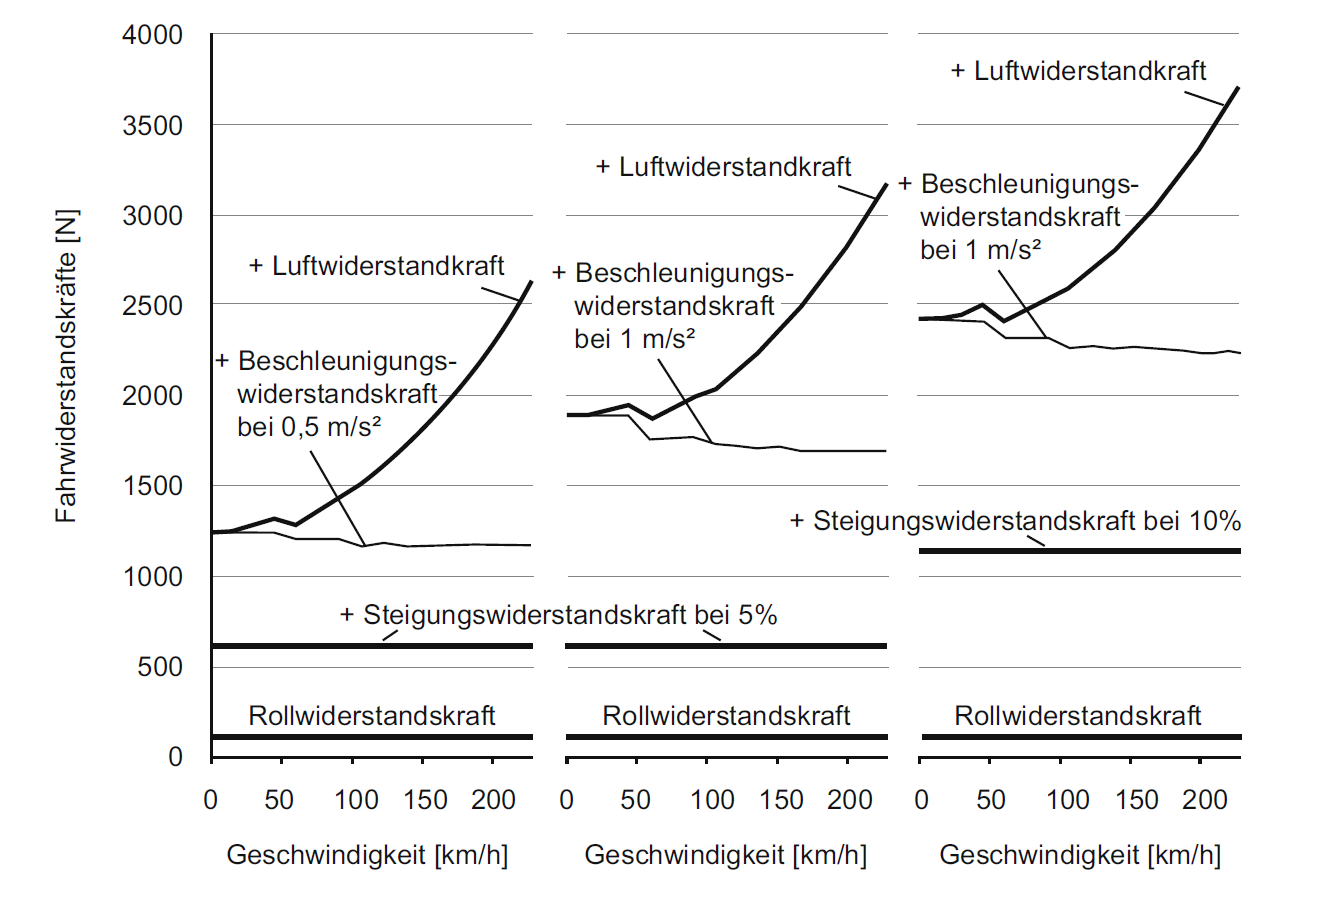 4000
3500
3000
2500
2000
1500
1000
500
0
Fahrwiderstandskräfte [N]
+ Luftwiderstandkraft
+ Beschleunigungs-
widerstandskraft
bei 0,5 m/s²
+ Luftwiderstandkraft
+ Beschleunigungs-
widerstandskraft
bei 1 m/s²
+ Luftwiderstandkraft
+ Beschleunigungs-
widerstandskraft
bei 1 m/s²
+ Steigungswiderstandskraft bei 10%
+ Steigungswiderstandskraft bei 5%
Rollwiderstandskraft
Rollwiderstandskraft
Rollwiderstandskraft
0 50 100 150 200
0 50 100 150 200
0 50 100 150 200
Geschwindigkeit [km/h]
Geschwindigkeit [km/h]
Geschwindigkeit [km/h]